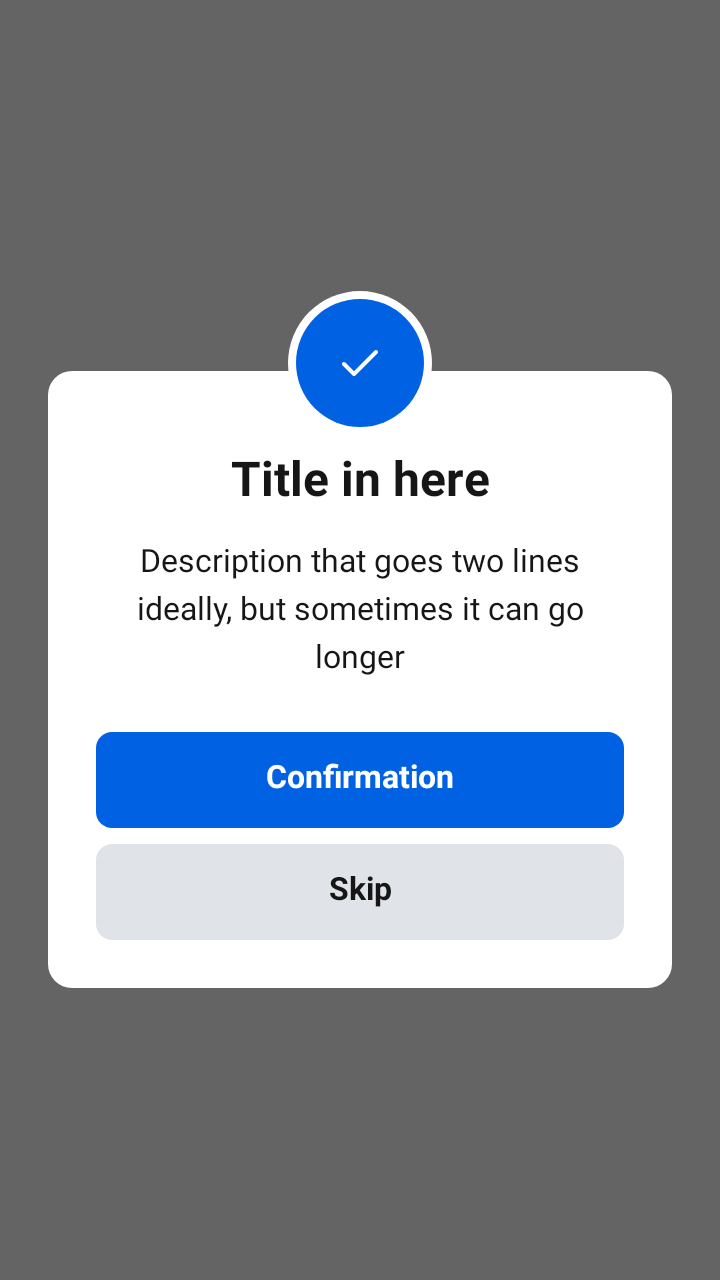 Title in here
Description that goes two lines
ideally, but sometimes it can go
longer
Confirmation
Skip